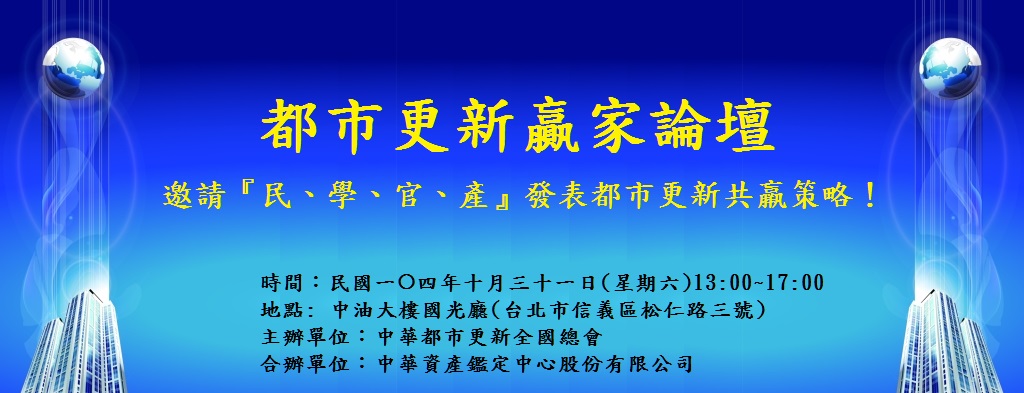 都市更新贏家論壇
邀請『民、學、官、產』發表都市更新共贏策略！
時間：民國一〇四年十月三十一日(星期六)13:00~17:00
地點: 中油大樓國光廳(台北市信義區松仁路三號)
主辦單位：中華都市更新全國總會
合辦單位：中華資產鑑定中心股份有限公司